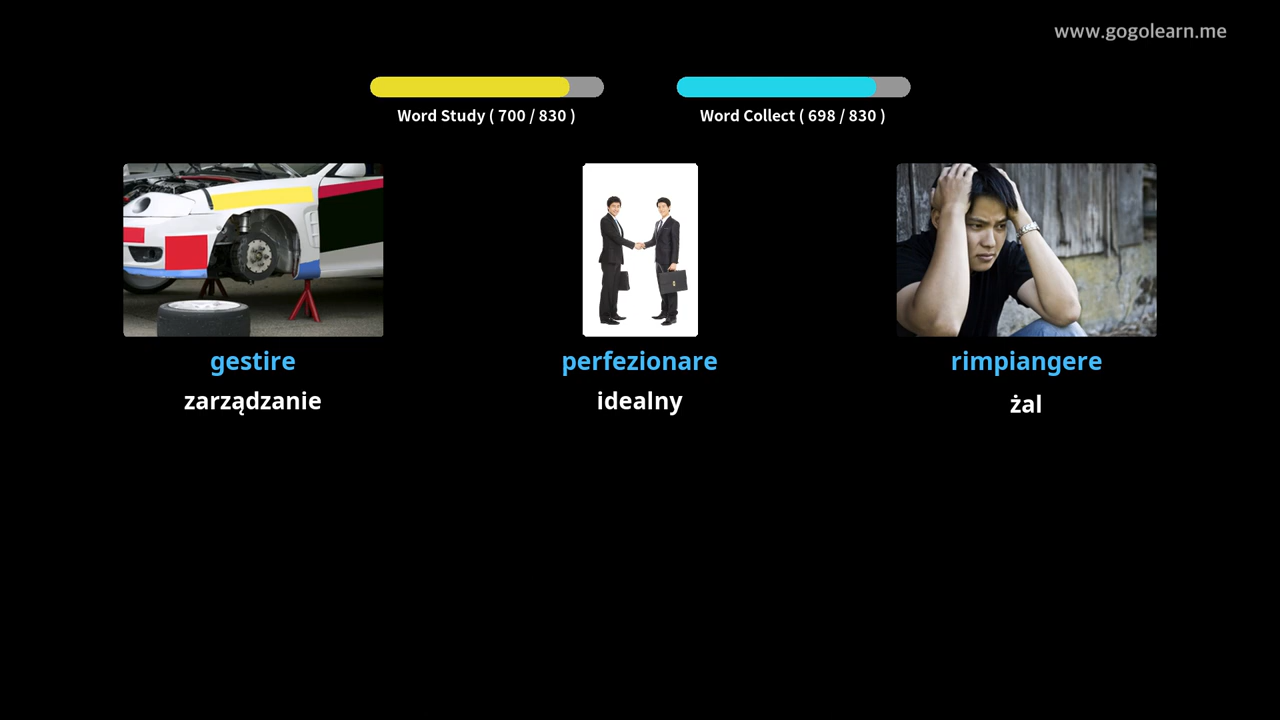 www.gogolearn.me
Word Study ( 700 / 830 )
Word Collect ( 698 / 830 )
gestire
perfezionare
rimpiangere
zarządzanie
idealny
żal